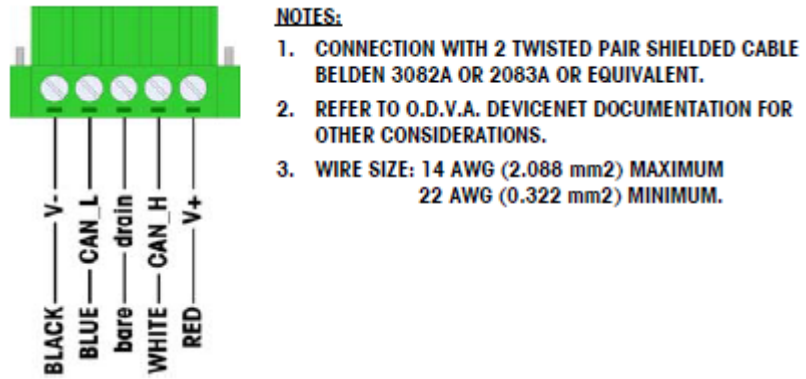 NOTES:
1. CONNECTION WITH 2 TWISTED PAIR SHIELDED CABLE
BELDEN 3082A OR 2083A OR EQUIVALENT.
2. REFER TO O.D.V.A. DEVICENET DOCUMENTATION FOR
OTHER CONSIDERATIONS.
3. WIRE SIZE: 14 AWG (2.088 mm2) MAXIMUM
22 AWG (0.322 mm2) MINIMUM.
BLACK V-
BLUE CAN_L
bare drain
WHITE CAN_H
RED V+